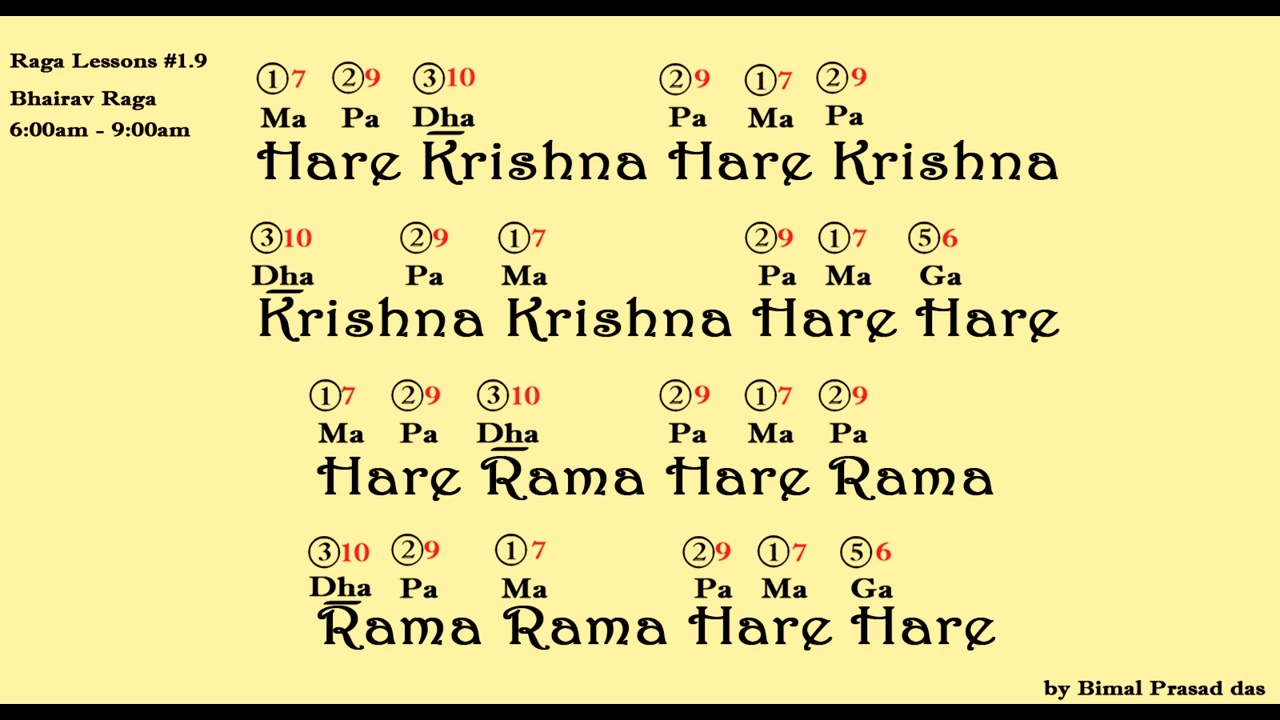 Raga Lessons #1.9
Bhairav Raga
6:00am - 9:00am
①7 ②9 ③10 ②9 ①7 ②9
Ma Pa Dha Pa Ma Pa
Hare Krishna Hare Krishna
③10 ②9 ①7 ②9 ①7 ⑤6
Dha Pa Ma Pa Ma Ga
Krishna Krishna Hare Hare
①7 ②9 ③10 ②9 ①7 ②9
Ma Pa Dha Pa Ma Pa
Hare Rama Hare Rama
③10 ②9 ①7 ②9 ①7 ⑤6
Dha Pa Ma Pa Ma Ga
Rama Rama Hare Hare
by Bimal Prasad das